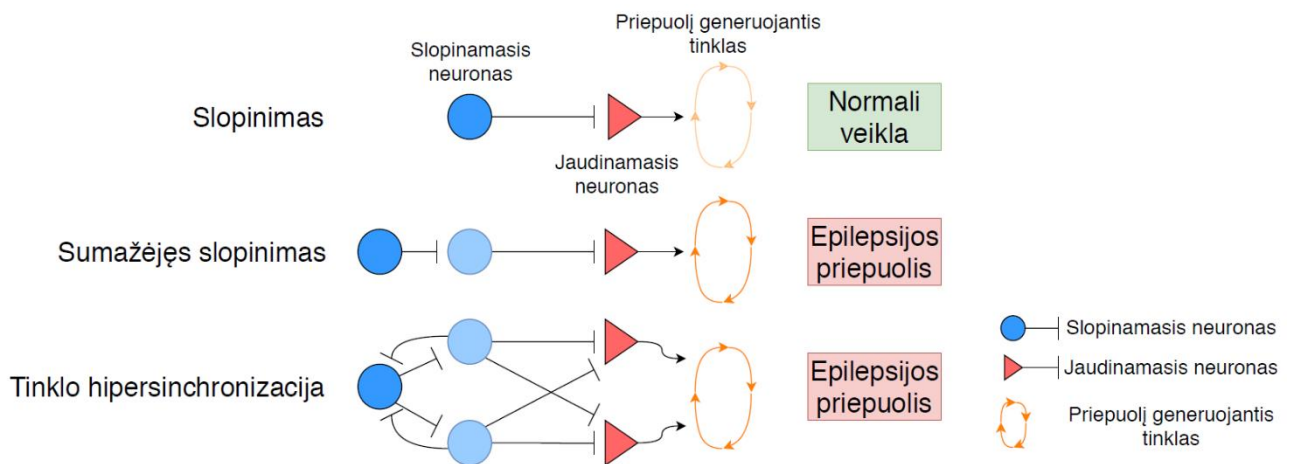 Priepuolį generuojantis
tinklas
Slopinamasis
neuronas
Slopinimas
Normali
veikla
Jaudinamasis
neuronas
Sumažėjęs slopinimas
Epilepsijos
priepuolis
Tinklo hipersinchronizacija
Epilepsijos
priepuolis
Slopinamasis neuronas
Jaudinamasis neuronas
Priepuolį generuojantis
tinklas